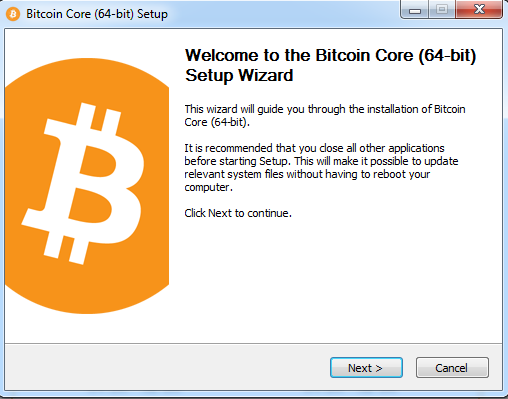 Bitcoin Core (64-bit) Setup
Welcome to the Bitcoin Core (64-bit)
Setup Wizard
This wizard will guide you through the installation of Bitcoin
Core (64-bit).
It is recommended that you close all other applications
before starting Setup. This will make it possible to update
relevant system files without having to reboot your
computer.
Click Next to continue.
Next >
Cancel